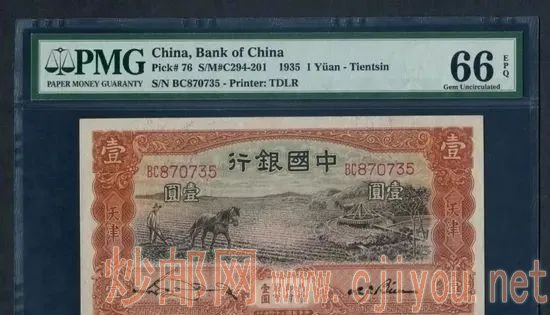 PMG
PAPER MONEY GUARANTY
China, Bank of China
Pick# 76 S/M#C294-201 1935 1 Yüan - Tientsin
S/N BC870735 - Printer: TDLR
66 EPQ
Gem Uncirculated
壹
行銀國中
壹
BC870735
BC870735
圓壹
圓壹
天津
天津
炒邮网 www.cjiyou.net